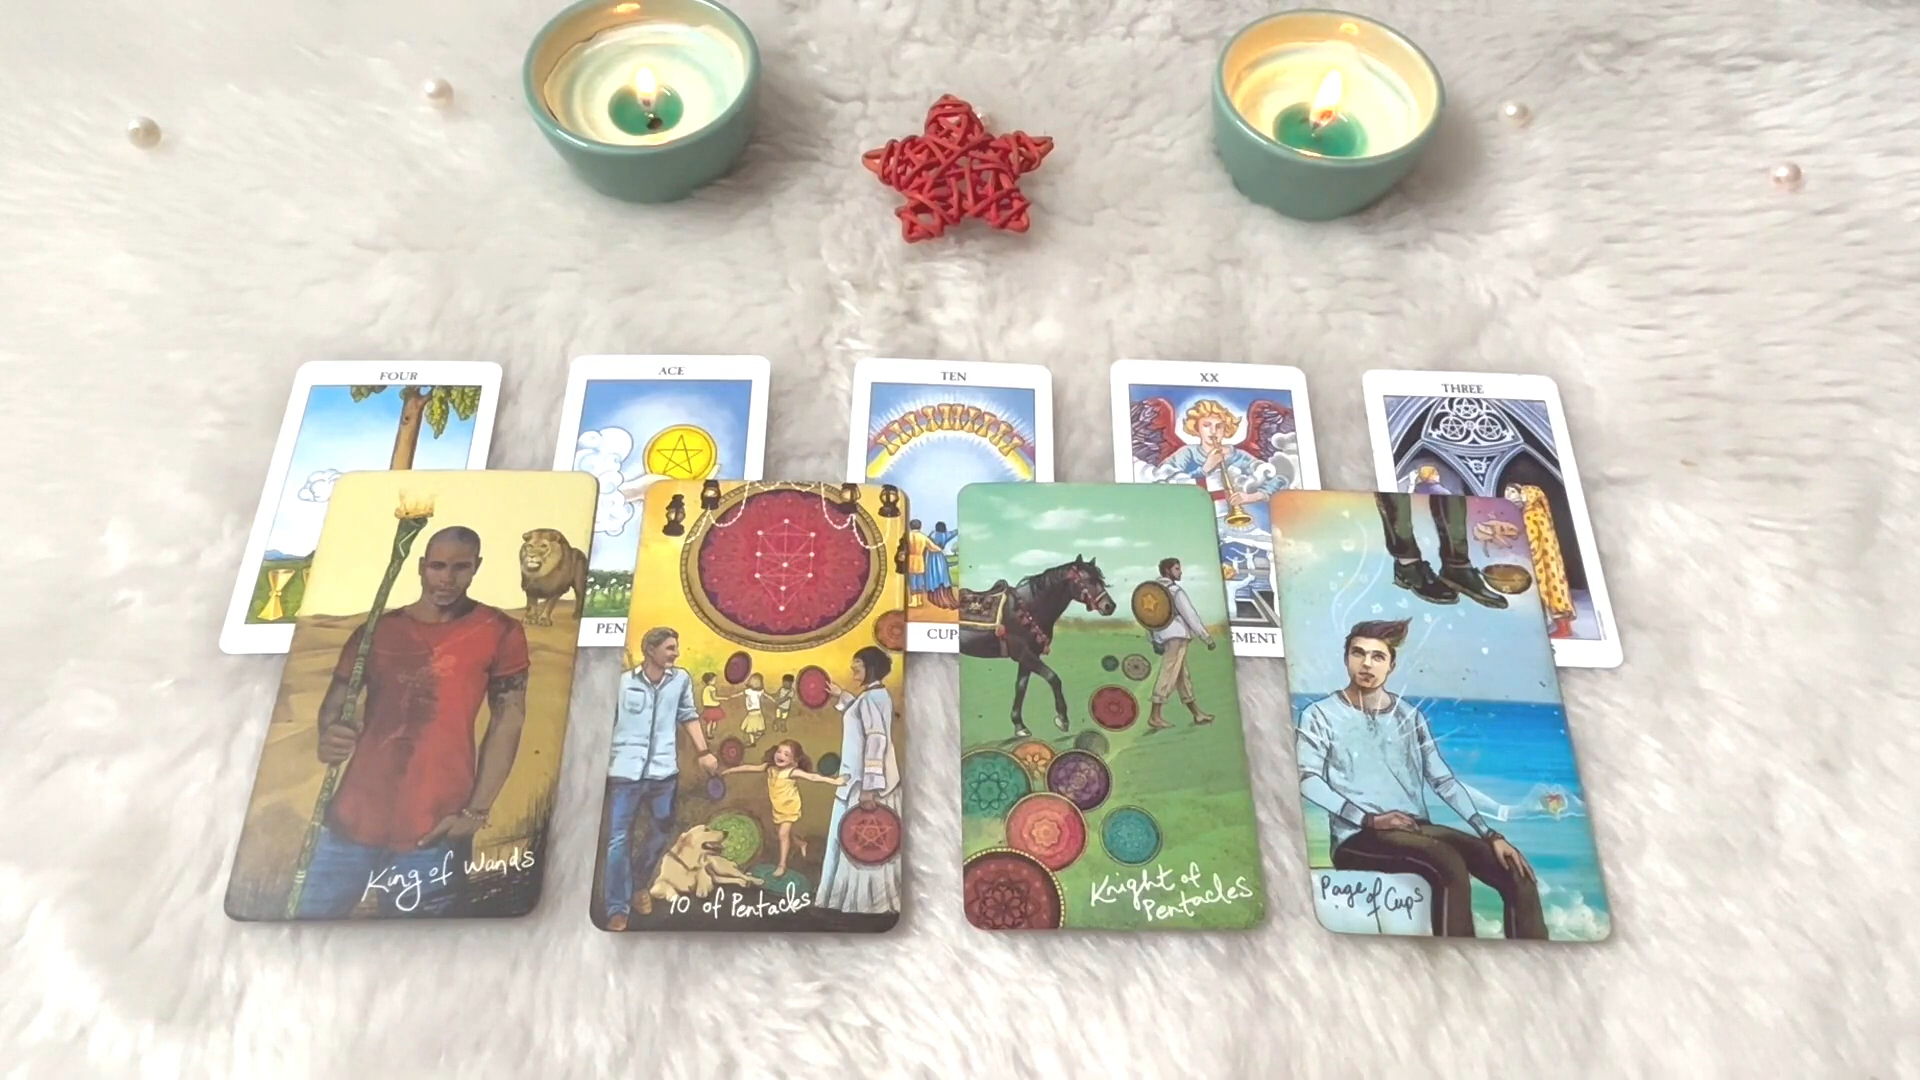 FOUR
ACE
TEN
XX
THREE
PEN
CUP
EMENT
S
King of Wands
10 of Pentacles
Knight of
Pentacles
Page of Cups